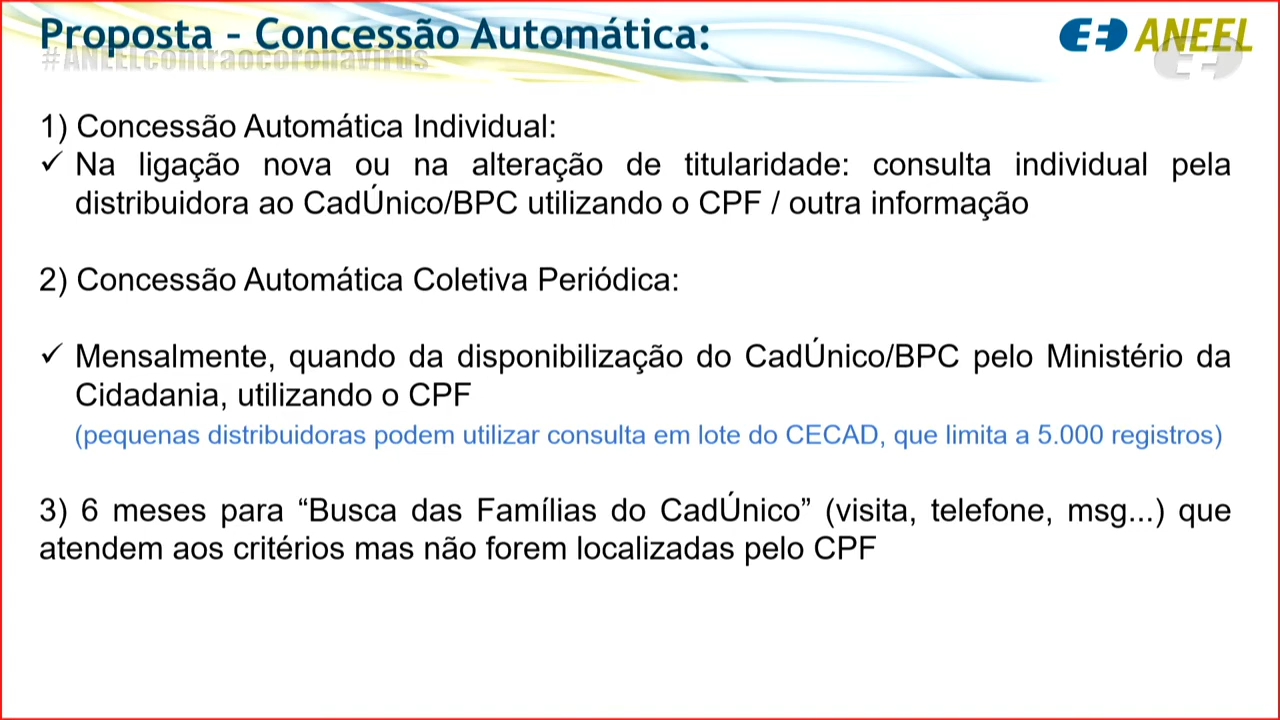 Proposta - Concessão Automática:
#ANEELcontraocoronavírus
ANEEL
1) Concessão Automática Individual:
✓ Na ligação nova ou na alteração de titularidade: consulta individual pela
distribuidora ao CadÚnico/BPC utilizando o CPF / outra informação
2) Concessão Automática Coletiva Periódica:
✓ Mensalmente, quando da disponibilização do CadÚnico/BPC pelo Ministério da
Cidadania, utilizando o CPF
(pequenas distribuidoras podem utilizar consulta em lote do CECAD, que limita a 5.000 registros)
3) 6 meses para “Busca das Famílias do CadÚnico” (visita, telefone, msg...) que
atendem aos critérios mas não forem localizadas pelo CPF